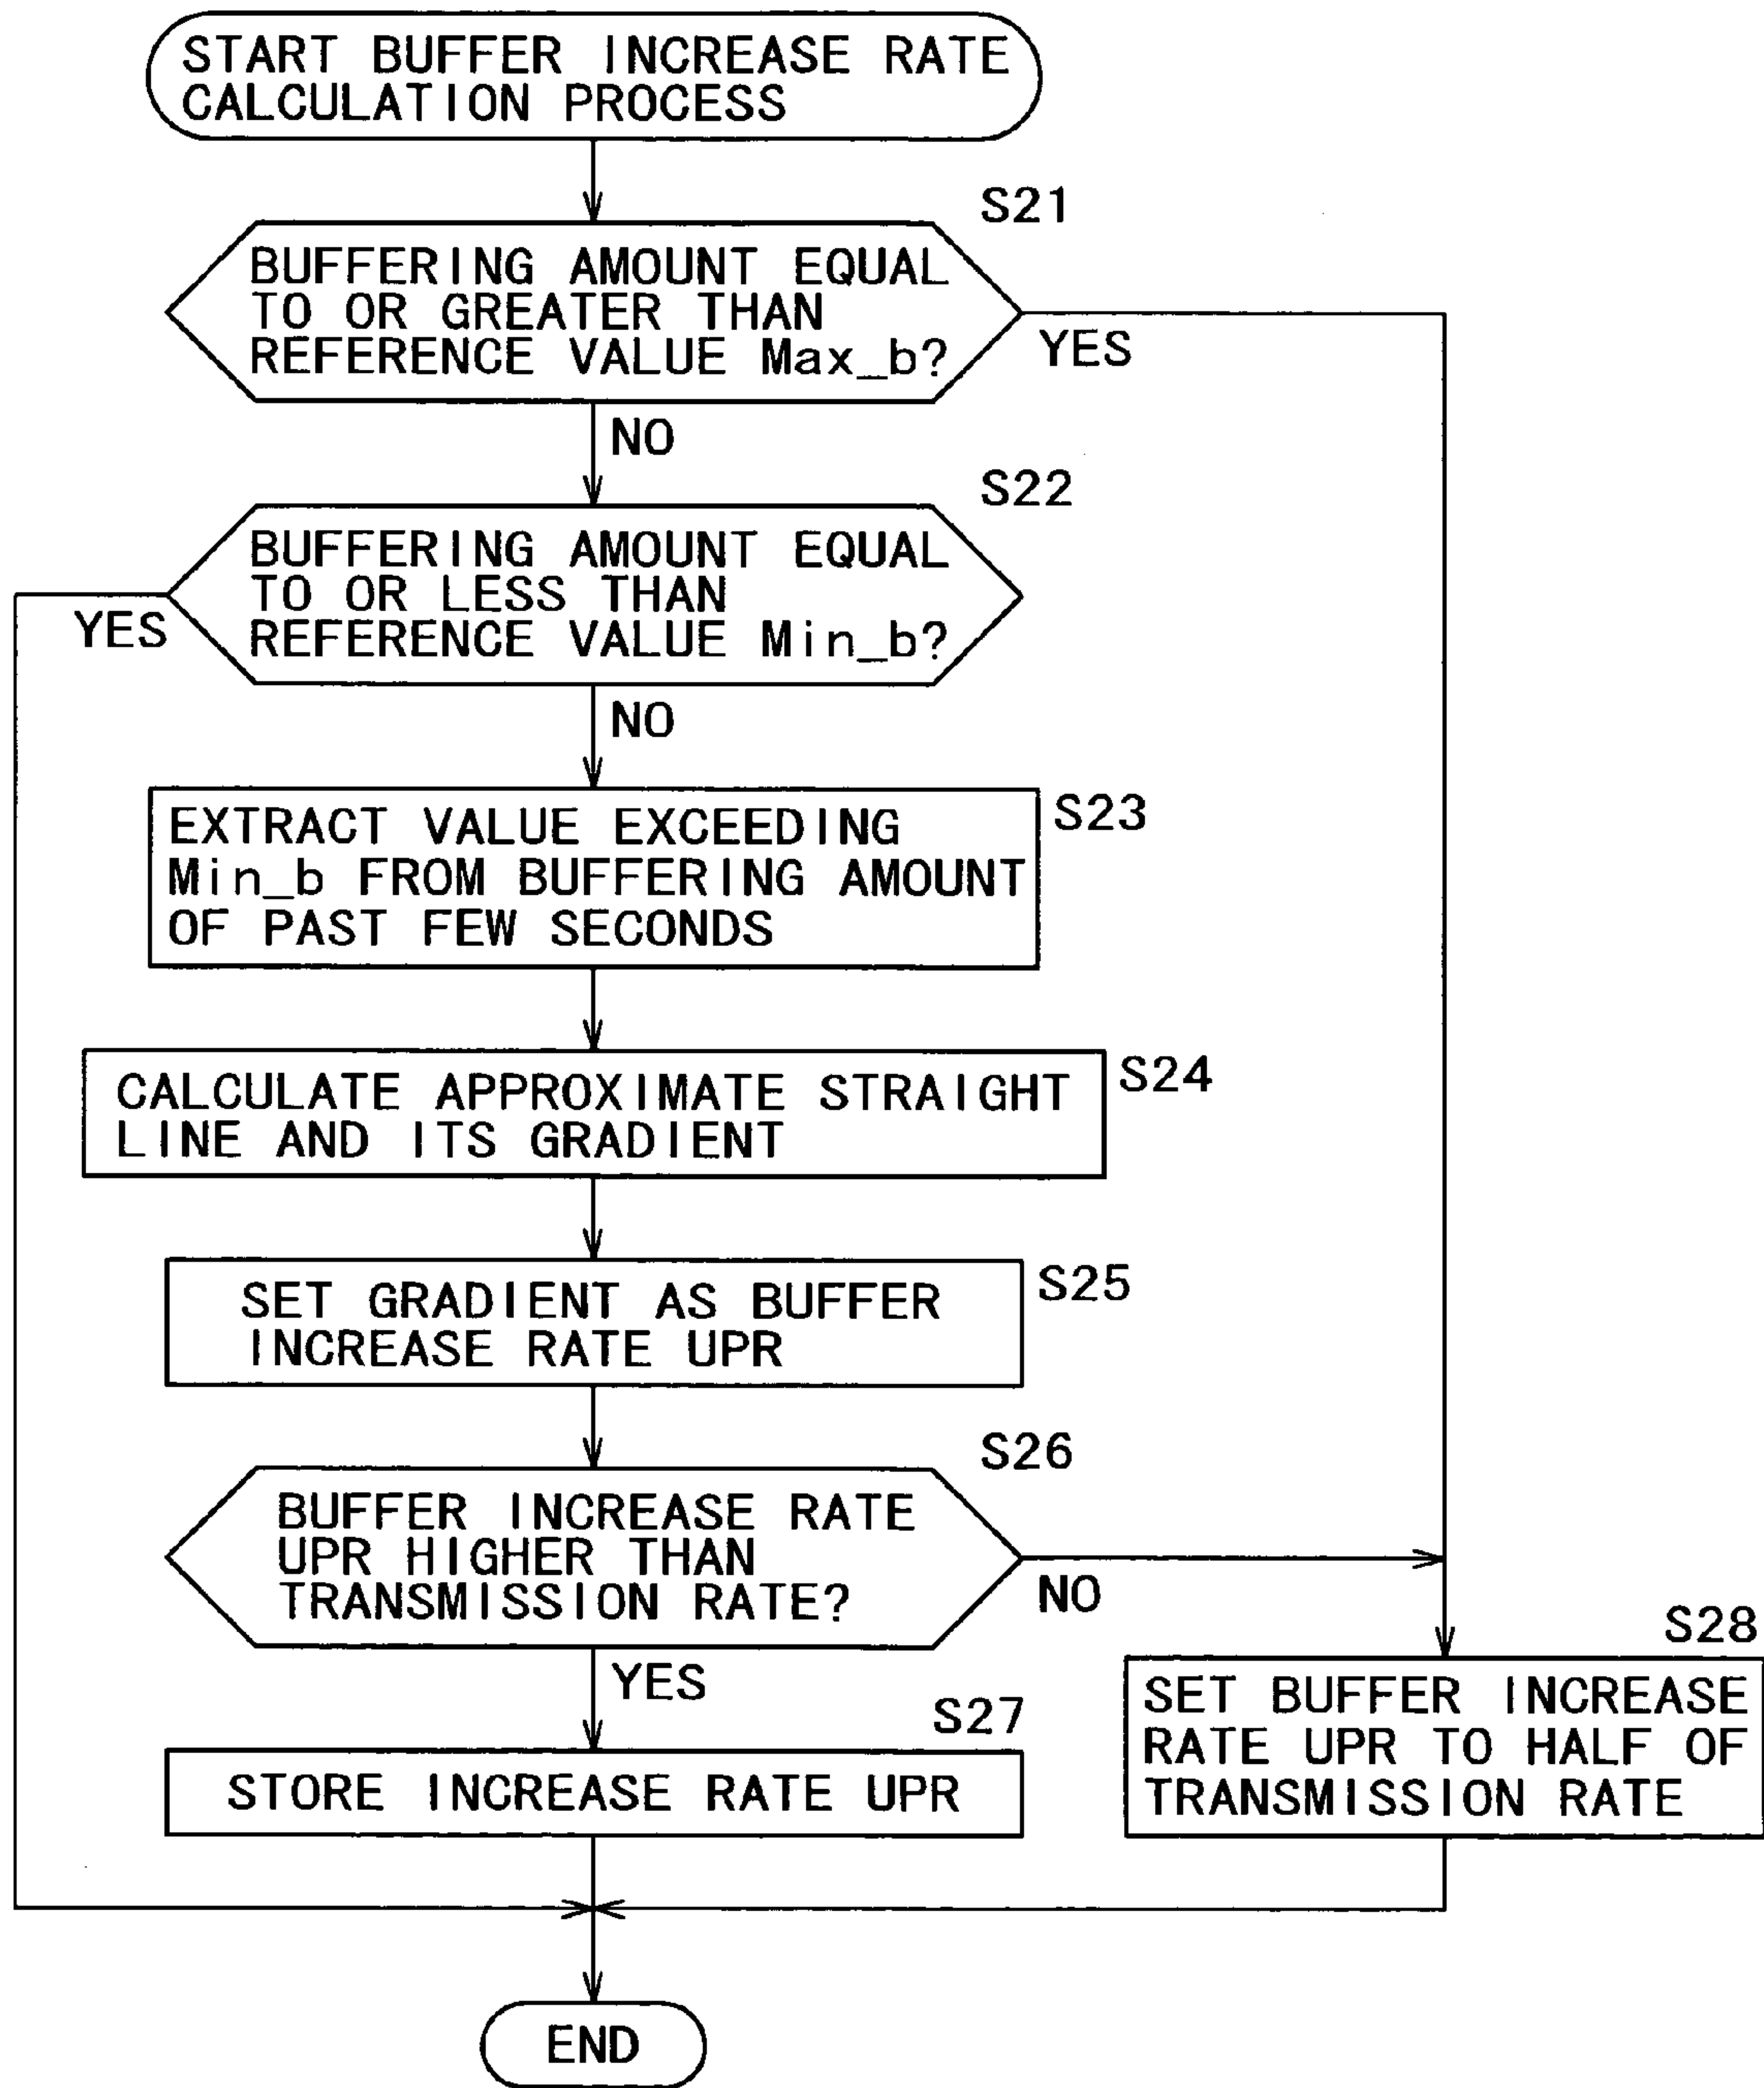 START BUFFER INCREASE RATE
CALCULATION PROCESS
S21
BUFFERING AMOUNT EQUAL
TO OR GREATER THAN
REFERENCE VALUE Max_b?
YES
NO
S22
BUFFERING AMOUNT EQUAL
TO OR LESS THAN
REFERENCE VALUE Min_b?
YES
NO
S23
EXTRACT VALUE EXCEEDING
Min_b FROM BUFFERING AMOUNT
OF PAST FEW SECONDS
S24
CALCULATE APPROXIMATE STRAIGHT
LINE AND ITS GRADIENT
S25
SET GRADIENT AS BUFFER
INCREASE RATE UPR
S26
BUFFER INCREASE RATE
UPR HIGHER THAN
TRANSMISSION RATE?
NO
YES
S27
STORE INCREASE RATE UPR
S28
SET BUFFER INCREASE
RATE UPR TO HALF OF
TRANSMISSION RATE
END